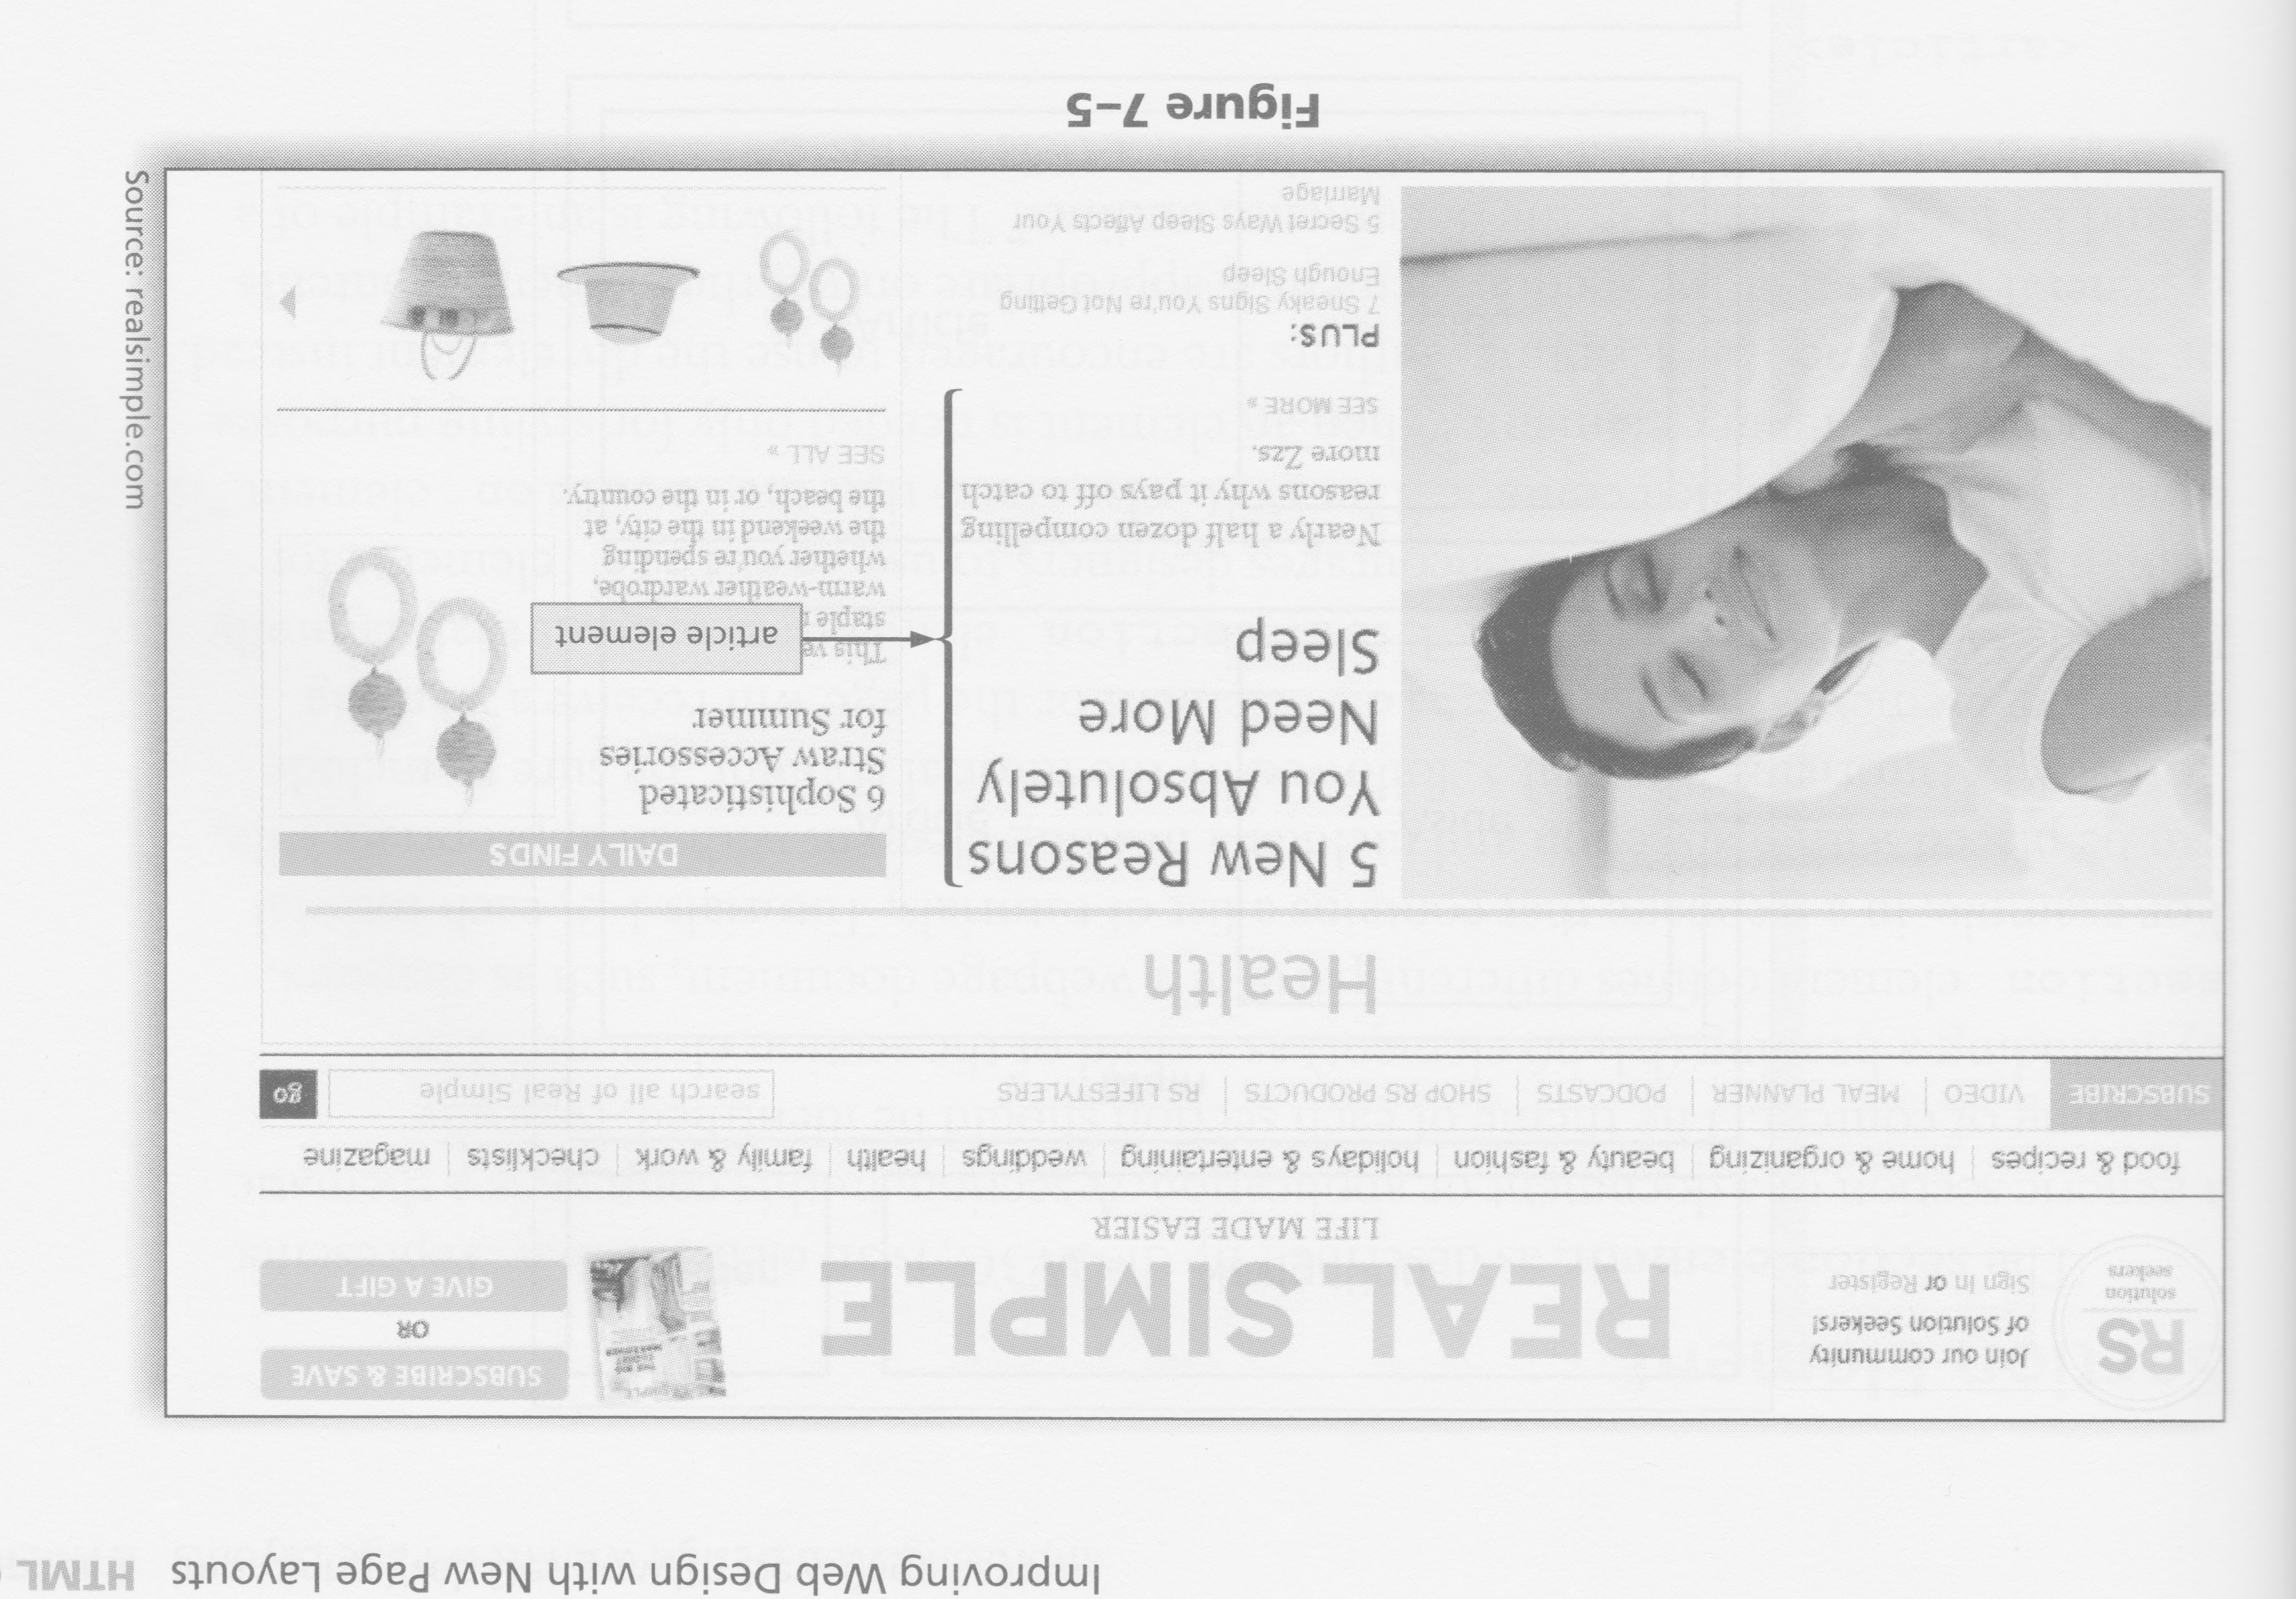 Improving Web Design with New Page Layouts HTML
RS
solution
seekers
Join our community
of Solution Seekers!
Sign In or Register
REAL SIMPLE
LIFE MADE EASIER
SUBSCRIBE & SAVE
OR
GIVE A GIFT
food & recipes | home & organizing | beauty & fashion | holidays & entertaining | weddings | health | family & work | checklists | magazine
SUBSCRIBE VIDEO | MEAL PLANNER | PODCASTS | SHOP RS PRODUCTS | RS LIFESTYLERS
search all of Real Simple
go
Health
5 New Reasons
You Absolutely
Need More
Sleep
Nearly a half dozen compelling
reasons why it pays off to catch
more Zzs.
SEE MORE »
PLUS:
7 Sneaky Signs You're Not Getting
Enough Sleep
5 Secret Ways Sleep Affects Your
Marriage
article element
DAILY FINDS
6 Sophisticated
Straw Accessories
for Summer
This ve
staple
warm-weather wardrobe,
whether you're spending
the weekend in the city, at
the beach, or in the country.
SEE ALL »
Source: realsimple.com
Figure 7–5